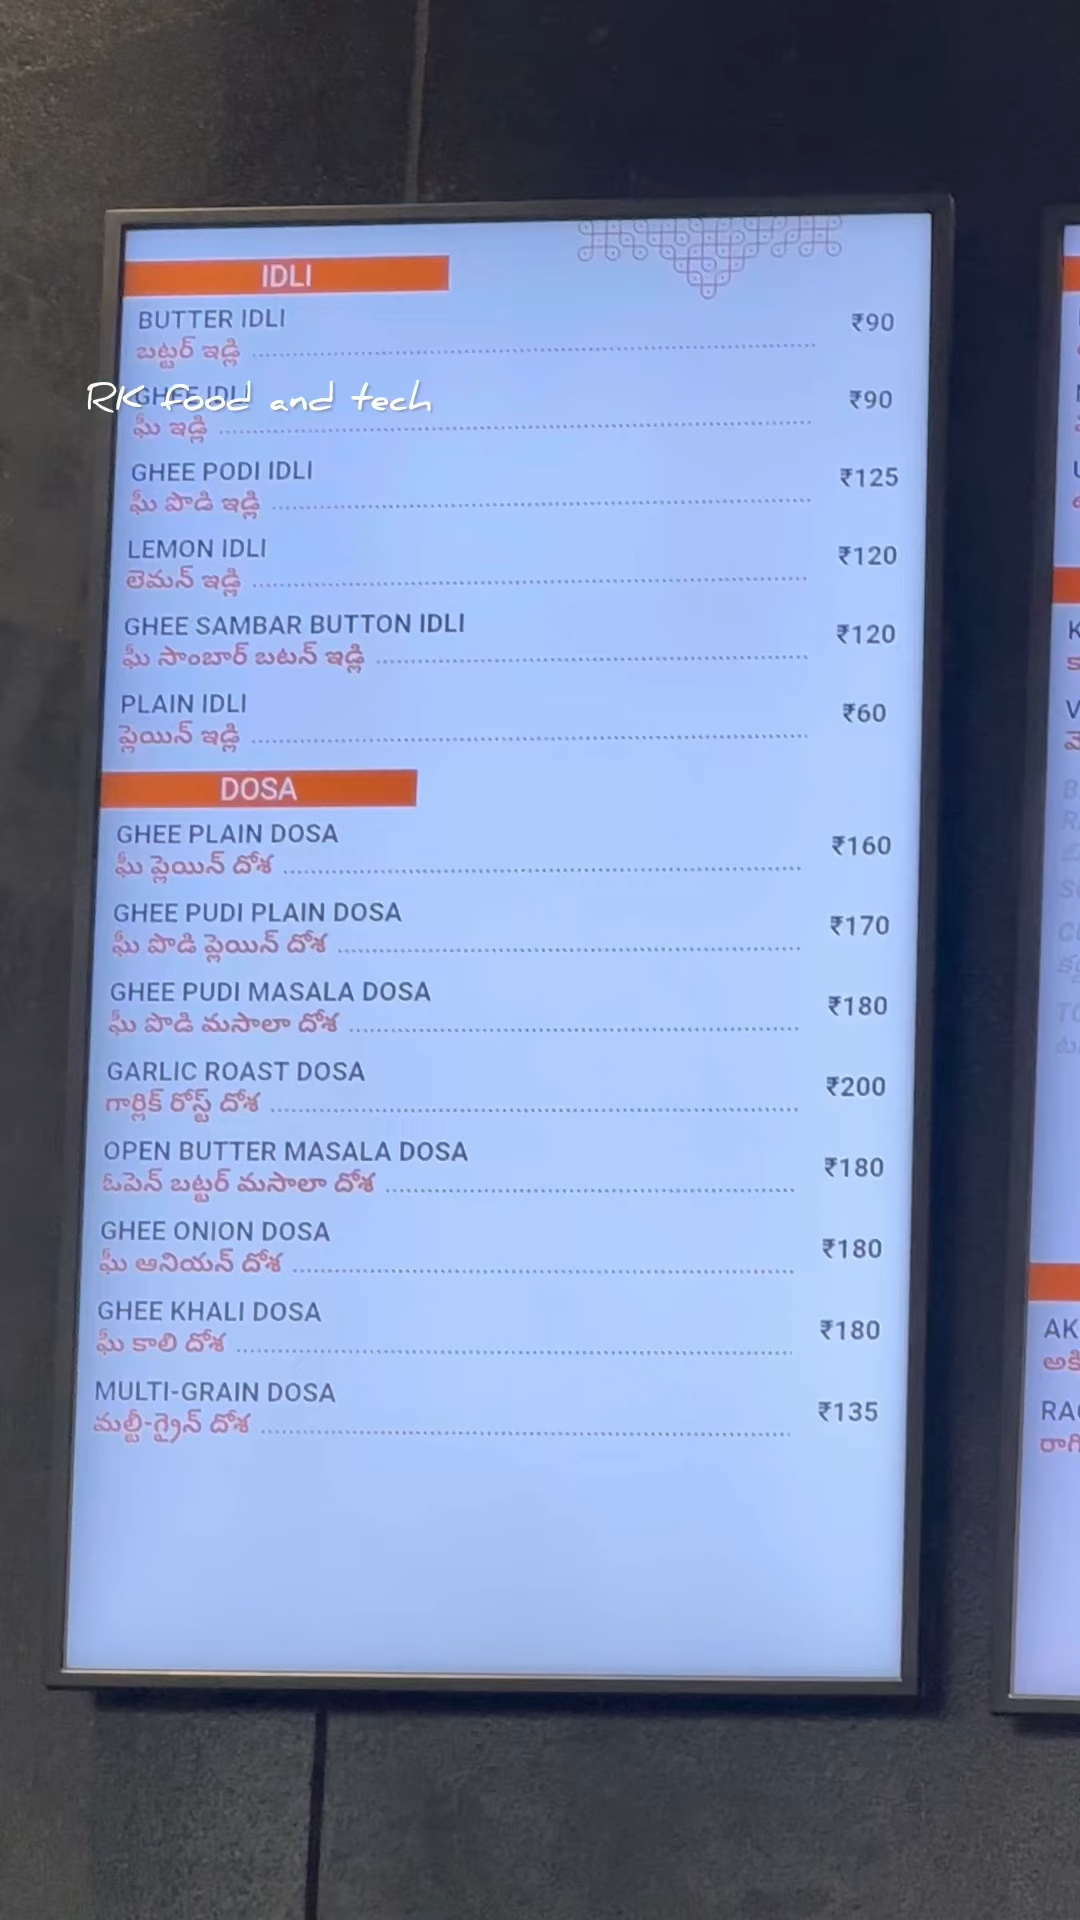 IDLI
BUTTER IDLI
₹90
బట్టర్ ఇడ్లి
RK food and tech
GHEE IDLI
₹90
ఘీ ఇడ్లి
GHEE PODI IDLI
₹125
ఘీ పొడి ఇడ్లి
LEMON IDLI
₹120
లెమన్ ఇడ్లి
GHEE SAMBAR BUTTON IDLI
₹120
ఘీ సాంబార్ బటన్ ఇడ్లి
PLAIN IDLI
₹60
ప్లెయిన్ ఇడ్లి
DOSA
GHEE PLAIN DOSA
₹160
ఘీ ప్లెయిన్ దోశ
GHEE PUDI PLAIN DOSA
₹170
ఘీ పొడి ప్లెయిన్ దోశ
GHEE PUDI MASALA DOSA
₹180
ఘీ పొడి మసాలా దోశ
GARLIC ROAST DOSA
₹200
గార్లిక్ రోస్ట్ దోశ
OPEN BUTTER MASALA DOSA
₹180
ఓపెన్ బట్టర్ మసాలా దోశ
GHEE ONION DOSA
₹180
ఘీ ఆనియన్ దోశ
GHEE KHALI DOSA
₹180
ఘీ కాలి దోశ
MULTI-GRAIN DOSA
₹135
మల్టీ-గ్రైన్ దోశ